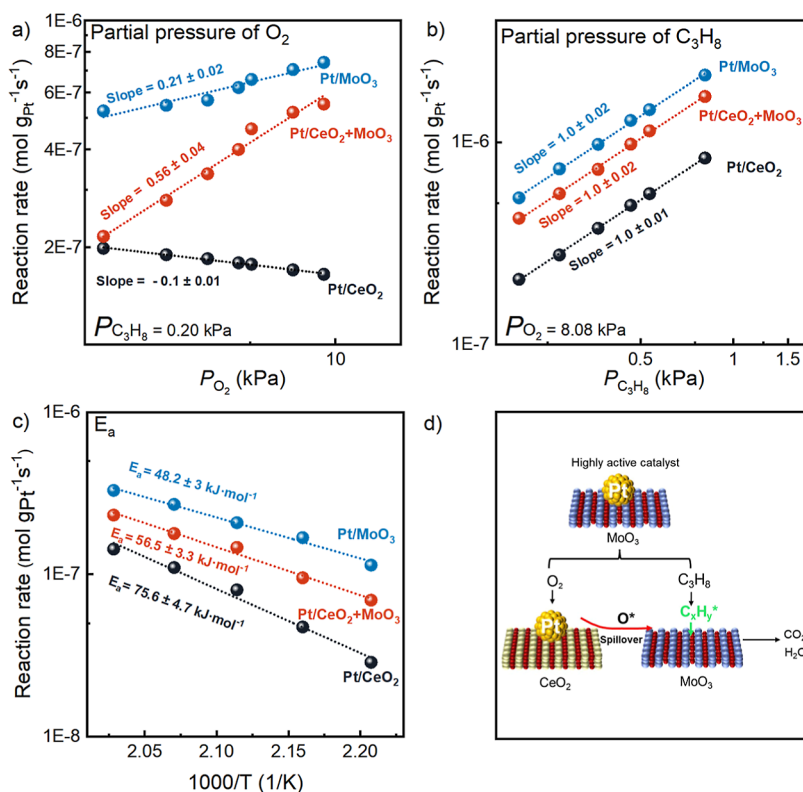 a)
Partial pressure of O2
Reaction rate (mol gPt-1s-1)
1E-6
8E-7
6E-7
4E-7
2E-7
Slope = 0.21 ± 0.02
Pt/MoO3
Slope = 0.56 ± 0.04
Pt/CeO2+MoO3
Slope = - 0.1 ± 0.01
Pt/CeO2
PC3H8 = 0.20 kPa
10
PO2 (kPa)
b)
Partial pressure of C3H8
Reaction rate (mol gPt-1s-1)
1E-6
1E-7
Pt/MoO3
Slope = 1.0 ± 0.02
Pt/CeO2+MoO3
Slope = 1.0 ± 0.02
Pt/CeO2
Slope = 1.0 ± 0.01
PO2 = 8.08 kPa
0.5
1
1.5
PC3H8 (kPa)
c)
Ea
Reaction rate (mol gPt-1s-1)
1E-6
1E-7
1E-8
Ea = 48.2 ± 3 kJ·mol-1
Pt/MoO3
Ea = 56.5 ± 3.3 kJ·mol-1
Pt/CeO2+MoO3
Ea = 75.6 ± 4.7 kJ·mol-1
Pt/CeO2
2.05
2.10
2.15
2.20
1000/T (1/K)
d)
Highly active catalyst
Pt
MoO3
O2
C3H8
Pt
O*
Spillover
CxHy*
CeO2
MoO3
CO2
H2O